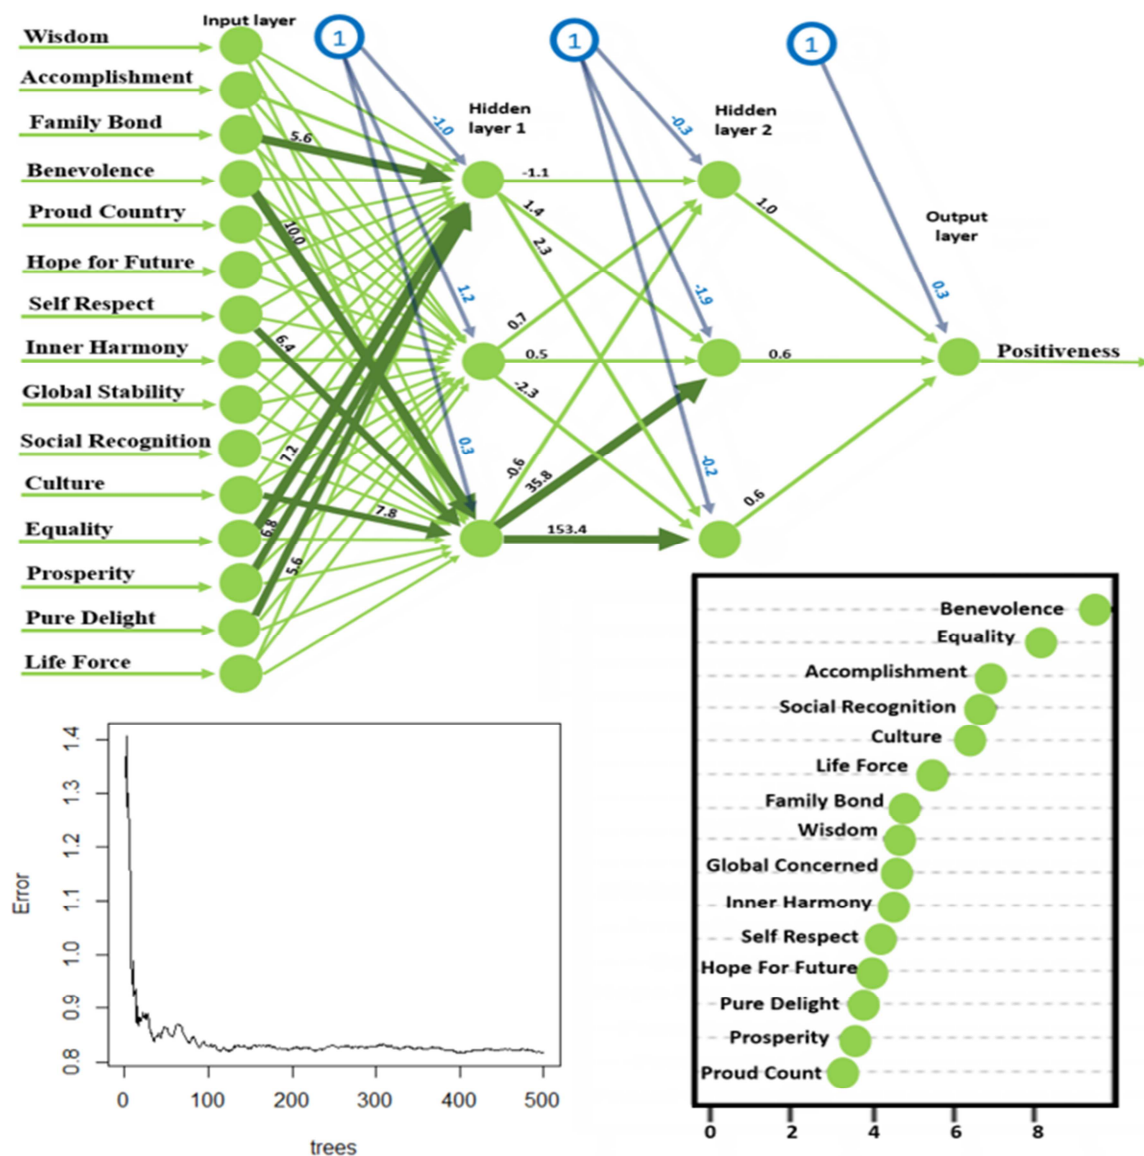 Input layer
Wisdom
Accomplishment
Family Bond
Benevolence
Proud Country
Hope for Future
Self Respect
Inner Harmony
Global Stability
Social Recognition
Culture
Equality
Prosperity
Pure Delight
Life Force
1
1
1
5.6
10.0
6.4
7.2
7.8
6.8
5.6
-1.0
1.2
0.3
Hidden
layer 1
-1.1
1.4
2.3
0.7
0.5
-2.3
-0.6
35.8
153.4
-0.3
-1.9
-0.2
Hidden
layer 2
1.0
0.6
0.6
0.3
Output
layer
Positiveness
Error
1.4
1.3
1.2
1.1
1.0
0.9
0.8
0 100 200 300 400 500
trees
Benevolence
Equality
Accomplishment
Social Recognition
Culture
Life Force
Family Bond
Wisdom
Global Concerned
Inner Harmony
Self Respect
Hope For Future
Pure Delight
Prosperity
Proud Count
0 2 4 6 8